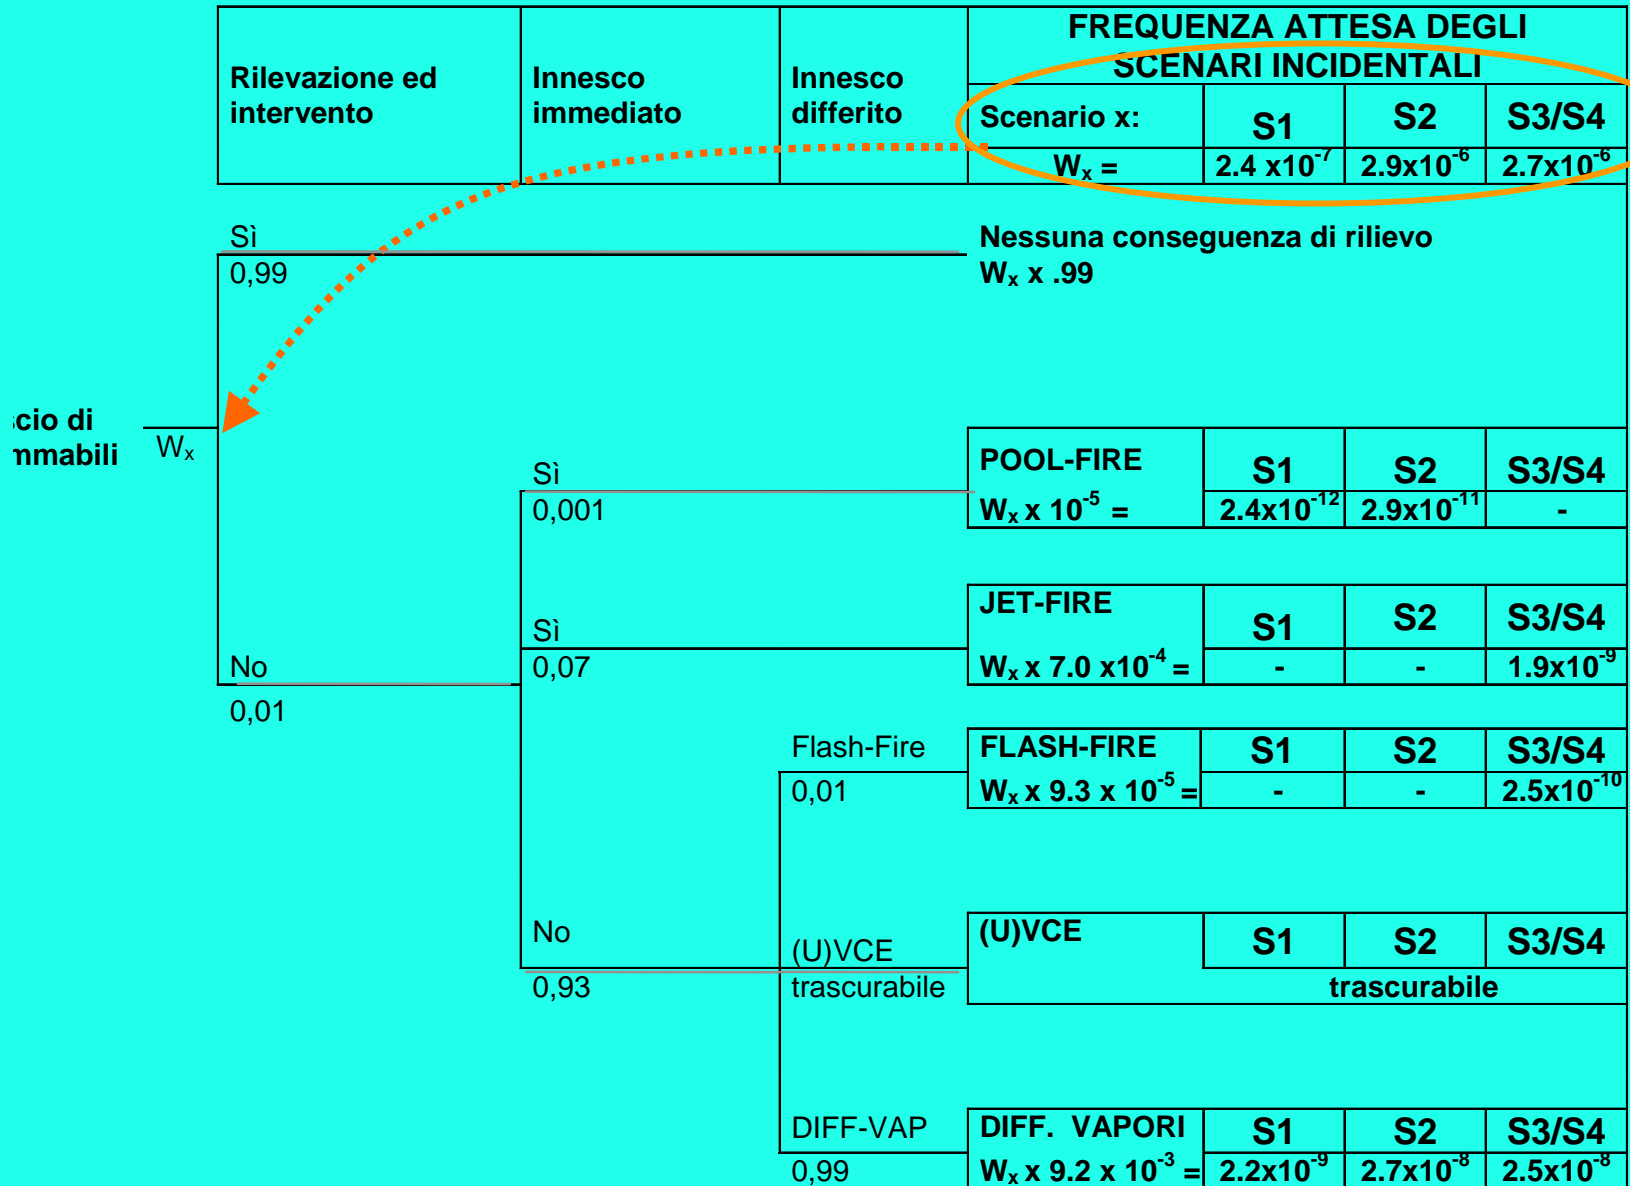 FREQUENZA ATTESA DEGLI
SCENARI INCIDENTALI
Rilevazione ed
intervento
Innesco
immediato
Innesco
differito
Scenario x: S1 S2 S3/S4
Wx = 2.4 x10-7 2.9x10-6 2.7x10-6
Sì
0,99
Nessuna conseguenza di rilievo
Wx x .99
cio di
mmabili
Wx
Sì
0,001
POOL-FIRE S1 S2 S3/S4
Wx x 10-5 = 2.4x10-12 2.9x10-11 -
No
0,01
Sì
0,07
JET-FIRE S1 S2 S3/S4
Wx x 7.0 x10-4 = - - 1.9x10-9
Flash-Fire
0,01
FLASH-FIRE S1 S2 S3/S4
Wx x 9.3 x 10-5 = - - 2.5x10-10
No
0,93
(U)VCE
trascurabile
(U)VCE S1 S2 S3/S4
trascurabile
DIFF-VAP
0,99
DIFF. VAPORI S1 S2 S3/S4
Wx x 9.2 x 10-3 = 2.2x10-9 2.7x10-8 2.5x10-8